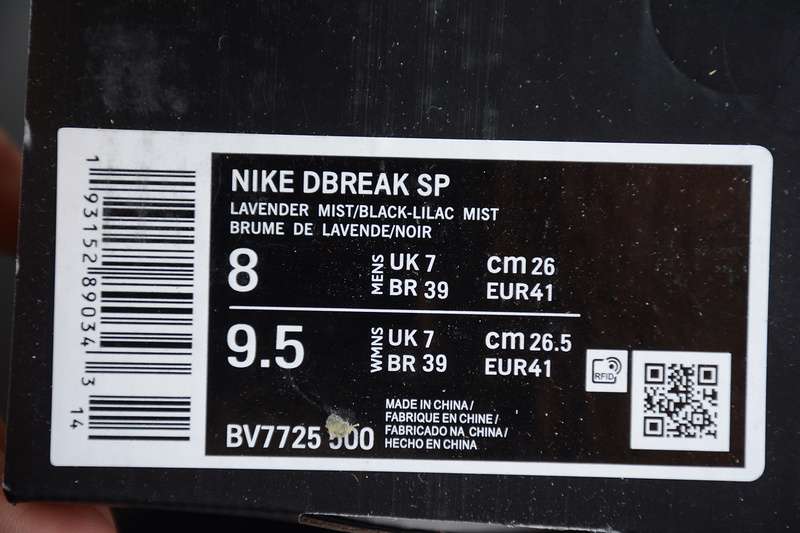 NIKE DBREAK SP
LAVENDER MIST/BLACK-LILAC MIST
BRUME DE LAVENDE/NOIR
8 MENS UK 7 cm 26
BR 39 EUR41
9.5 WMNS UK 7 cm 26.5
BR 39 EUR41
RFID
BV7725 500
MADE IN CHINA/
FABRIQUE EN CHINE/
FABRICADO NA CHINA/
HECHO EN CHINA
1 93152 89034 3 14